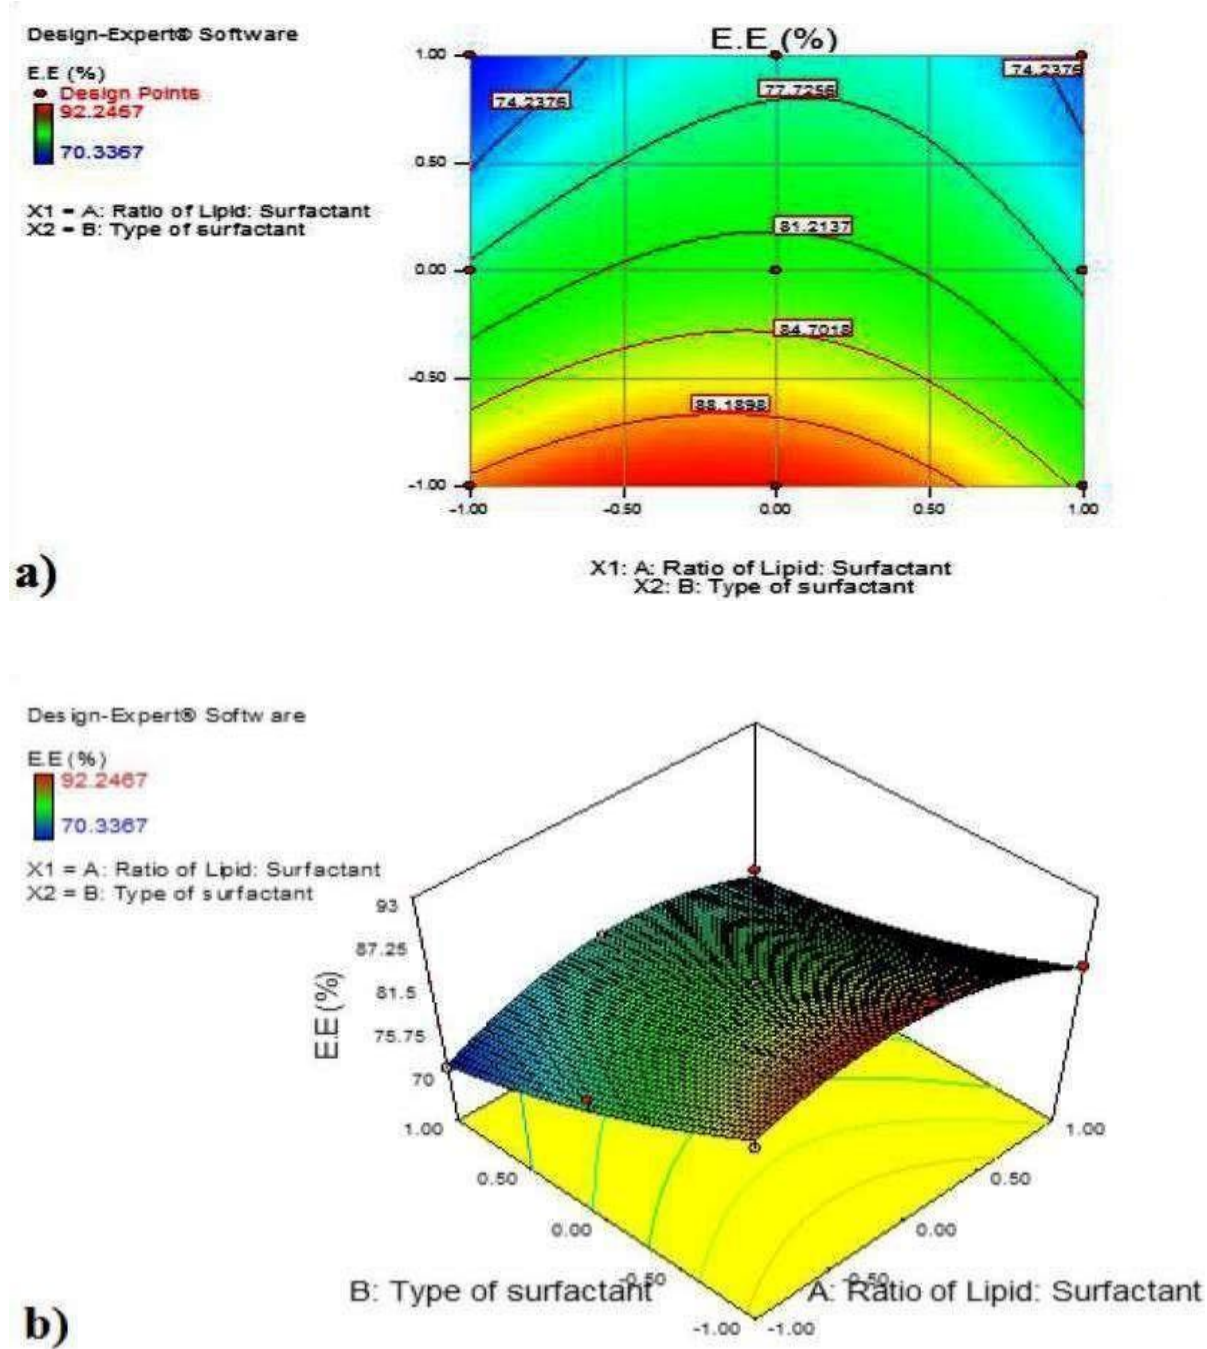 Design-Expert® Software
E.E (%)
Design Points
92.2467
70.3367
X1 = A: Ratio of Lipid: Surfactant
X2 = B: Type of surfactant
E.E (%)
74.2376
77.7256
74.2376
81.2137
84.7018
88.1898
1.00
0.50
0.00
-0.50
-1.00
-1.00
-0.50
0.00
0.50
1.00
X1: A: Ratio of Lipid: Surfactant
X2: B: Type of surfactant
a)
Design-Expert® Software
E.E (%)
92.2467
70.3367
X1 = A: Ratio of Lipid: Surfactant
X2 = B: Type of surfactant
93
87.25
81.5
75.75
70
E.E (%)
1.00
0.50
0.00
-0.50
-1.00
1.00
0.50
0.00
-0.50
-1.00
B: Type of surfactant
A: Ratio of Lipid: Surfactant
b)